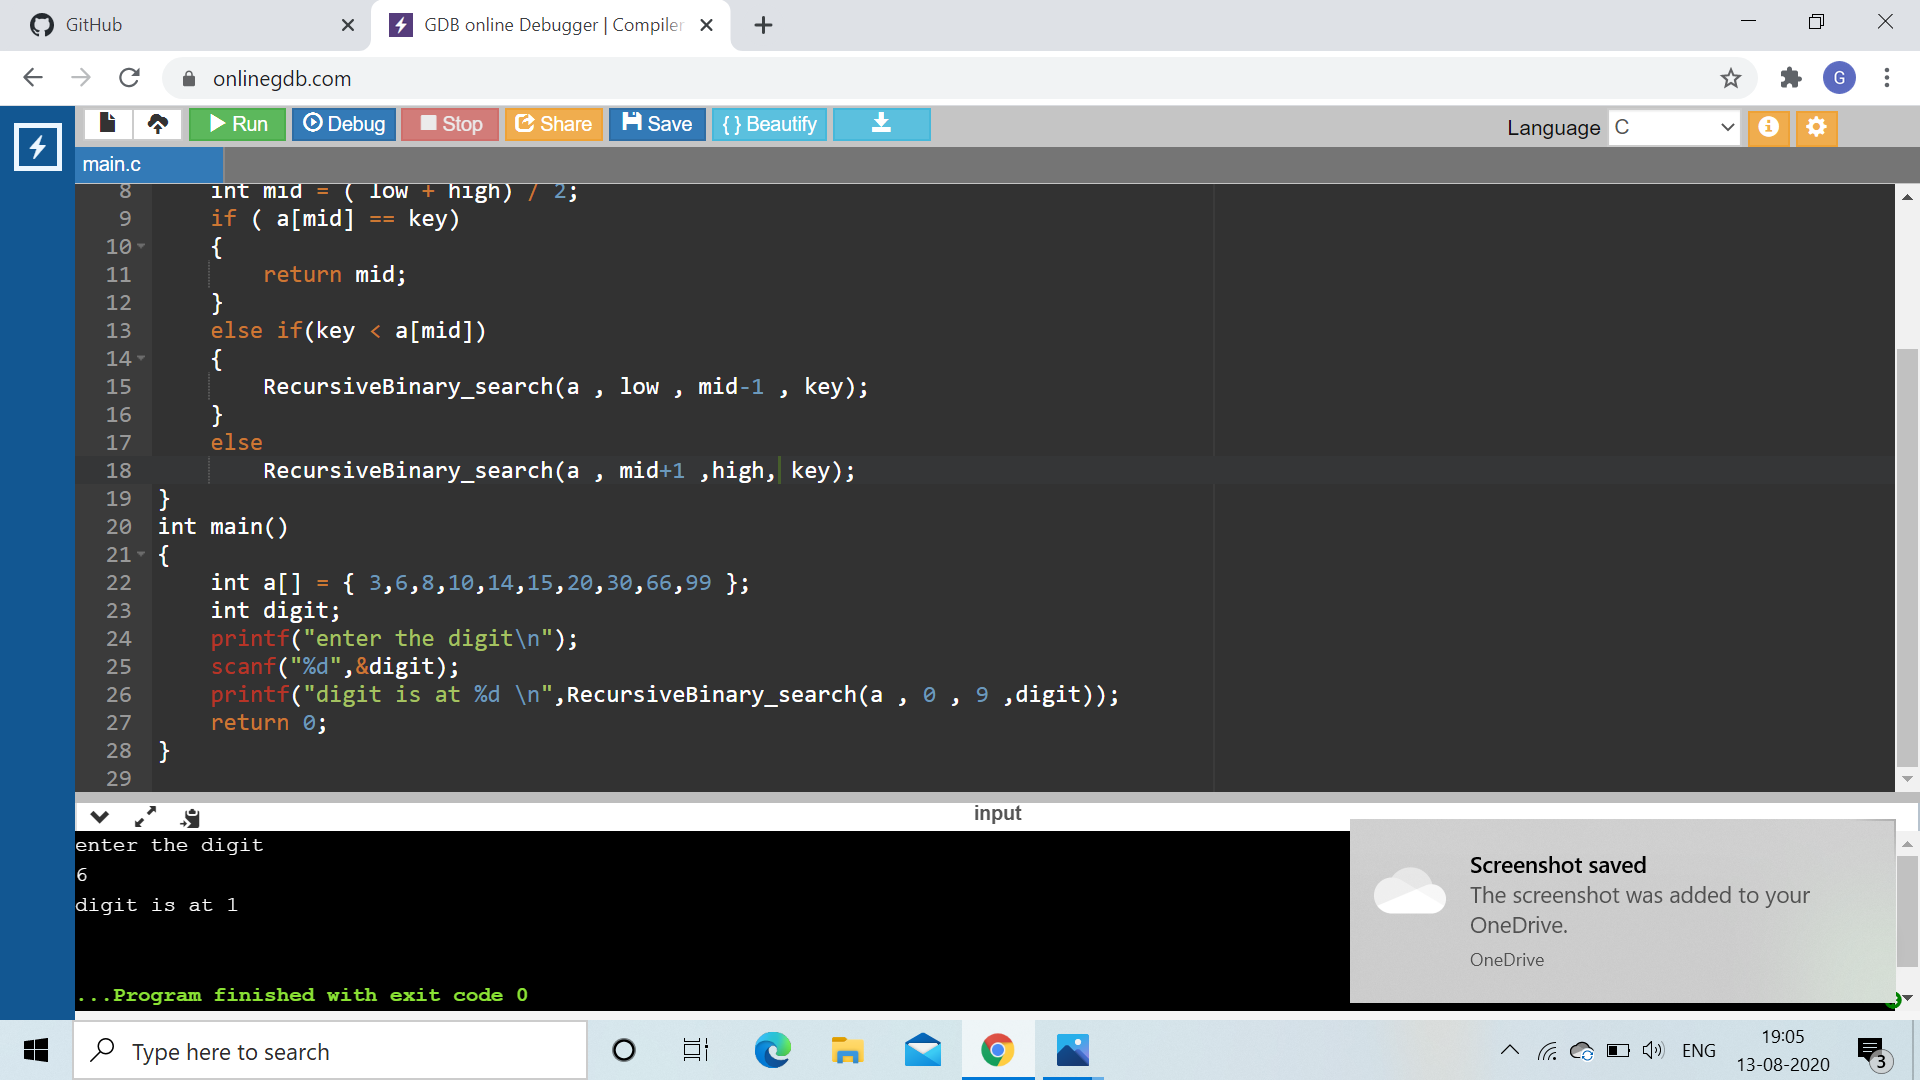 GitHub
GDB online Debugger | Compiler
onlinegdb.com
G
Run Debug Stop Share Save { } Beautify
Language C
main.c
8 int mid = ( low + high) / 2;
9 if ( a[mid] == key)
10 {
11 return mid;
12 }
13 else if(key < a[mid])
14 {
15 RecursiveBinary_search(a , low , mid-1 , key);
16 }
17 else
18 RecursiveBinary_search(a , mid+1 ,high, key);
19 }
20 int main()
21 {
22 int a[] = { 3,6,8,10,14,15,20,30,66,99 };
23 int digit;
24 printf("enter the digit\n");
25 scanf("%d",&digit);
26 printf("digit is at %d \n",RecursiveBinary_search(a , 0 , 9 ,digit));
27 return 0;
28 }
29
input
enter the digit
6
digit is at 1
...Program finished with exit code 0
Screenshot saved
The screenshot was added to your
OneDrive.
OneDrive
Type here to search
ENG
19:05
13-08-2020
3